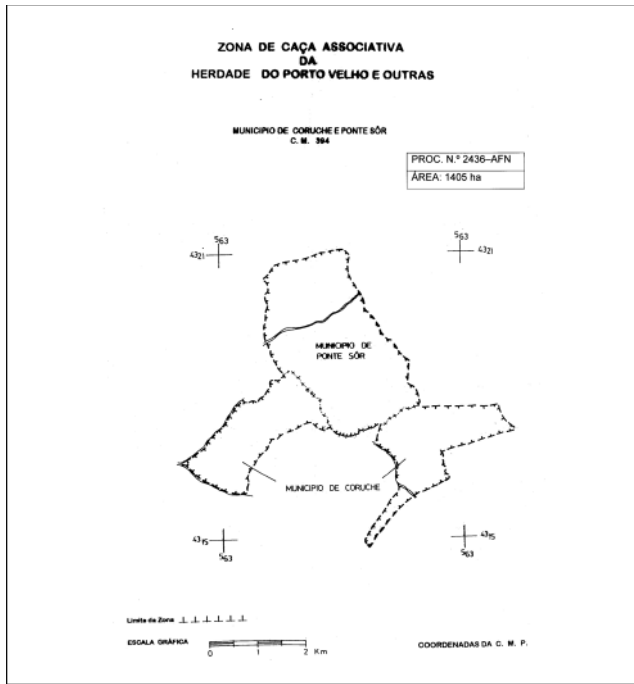 ZONA DE CAÇA ASSOCIATIVA
DA
HERDADE DO PORTO VELHO E OUTRAS
MUNICIPIO DE CORUCHE E PONTE SÔR
C. M. 394
PROC. N.º 2436–AFN
ÁREA: 1405 ha
563
4321
563
4321
MUNICIPIO DE
PONTE SÔR
MUNICIPIO DE CORUCHE
4315
563
4315
563
Limite da Zona
ESCALA GRÁFICA
0 1 2 Km
COORDENADAS DA C. M. P.